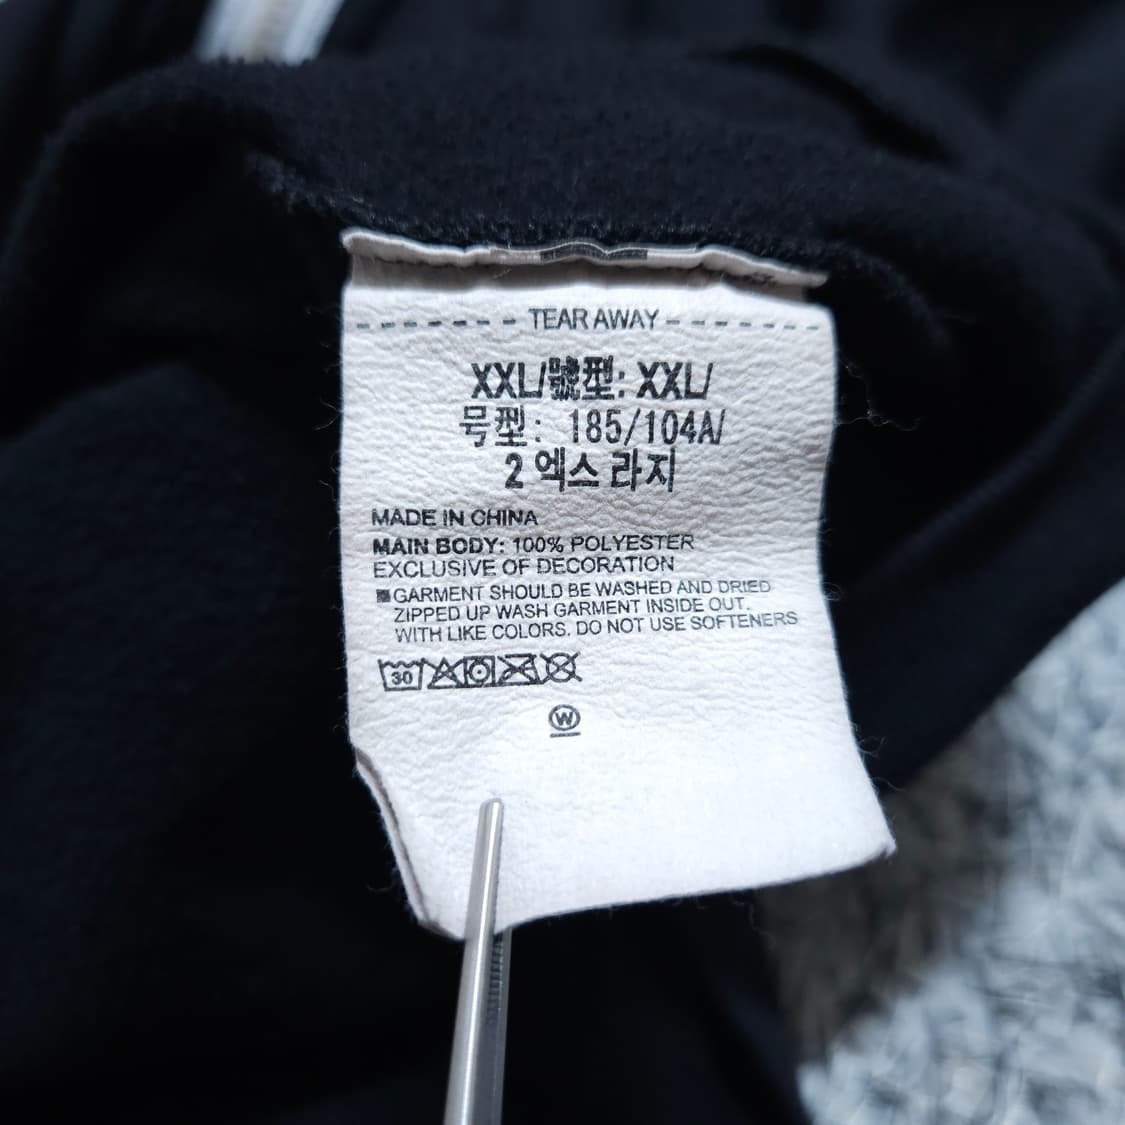 TEAR AWAY
XXL/號型: XXL/
号型: 185/104A/
2 엑스 라지
MADE IN CHINA
MAIN BODY: 100% POLYESTER
EXCLUSIVE OF DECORATION
GARMENT SHOULD BE WASHED AND DRIED
ZIPPED UP WASH GARMENT INSIDE OUT.
WITH LIKE COLORS. DO NOT USE SOFTENERS
30
W